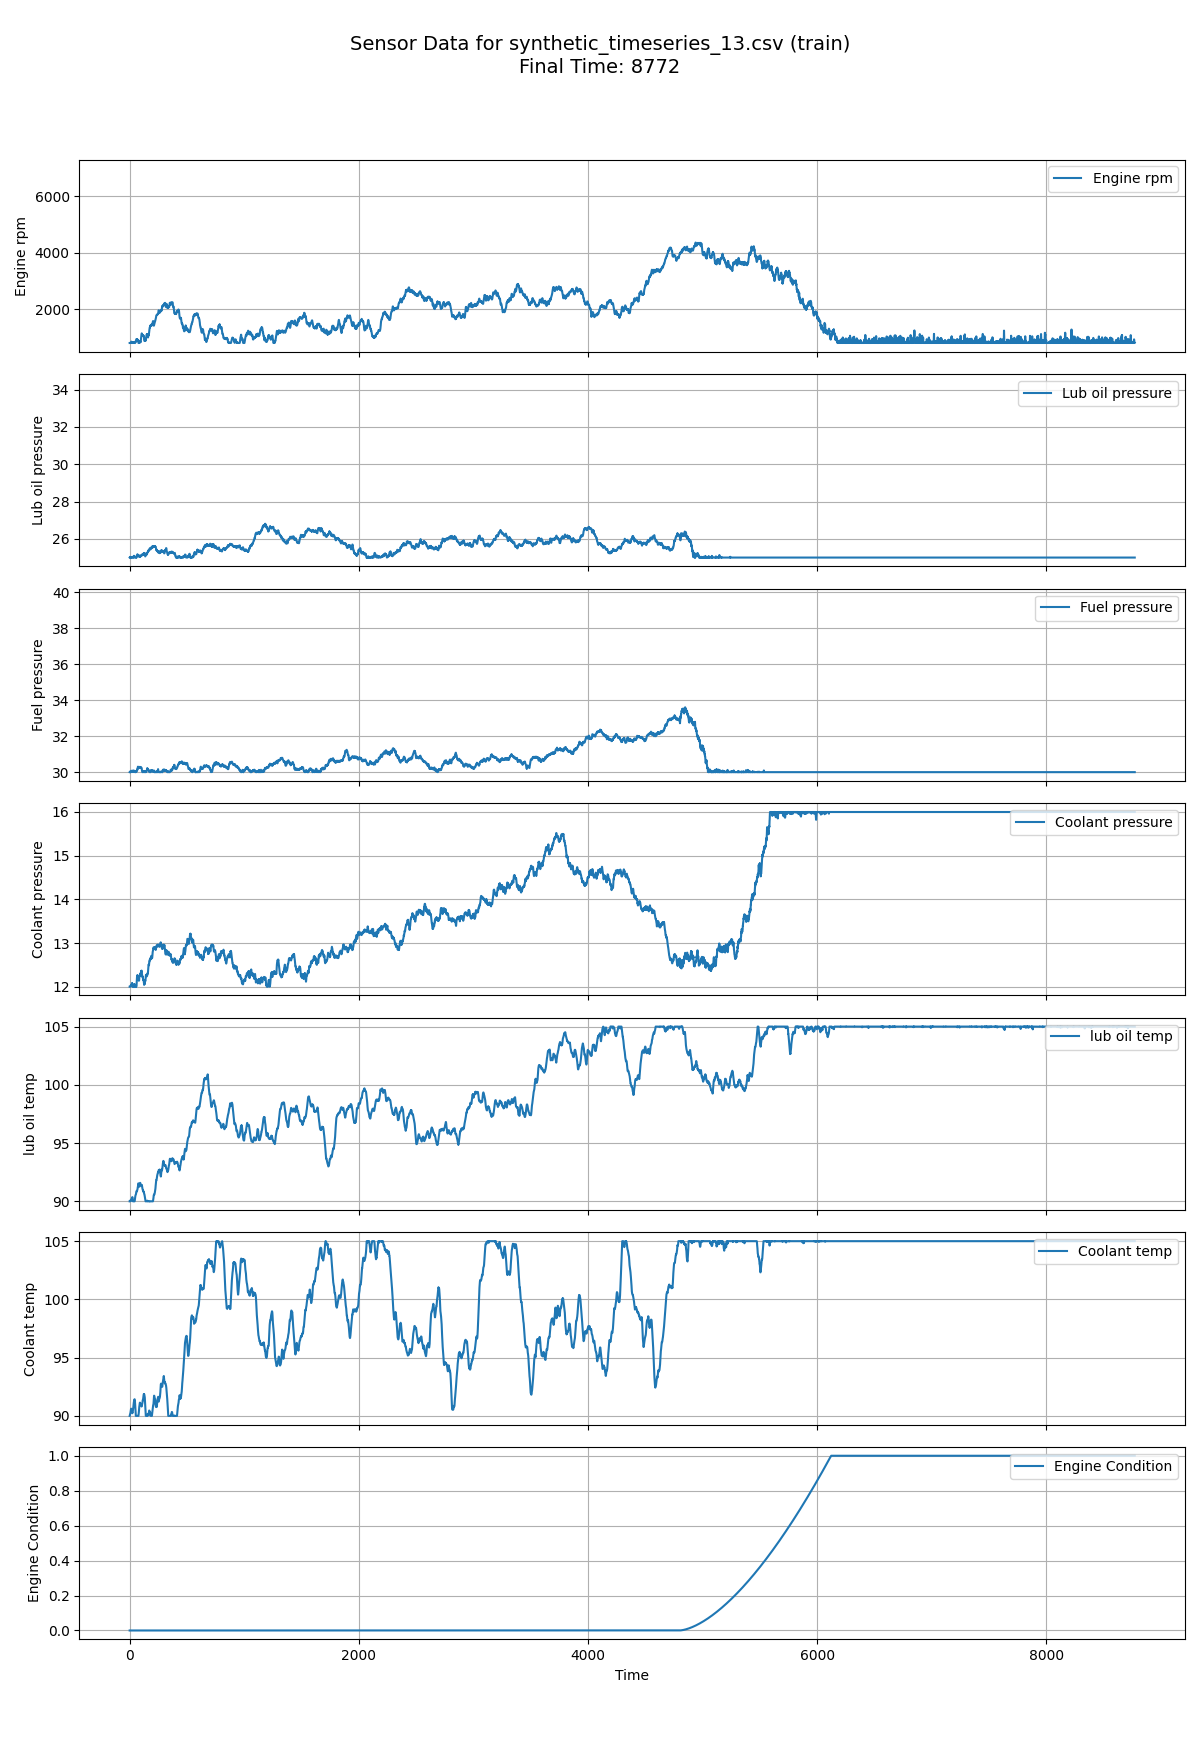 Sensor Data for synthetic_timeseries_13.csv (train)
Final Time: 8772
Engine rpm
6000
4000
2000
Engine rpm
Lub oil pressure
34
32
30
28
26
Lub oil pressure
Fuel pressure
40
38
36
34
32
30
Fuel pressure
Coolant pressure
16
15
14
13
12
Coolant pressure
lub oil temp
105
100
95
90
lub oil temp
Coolant temp
105
100
95
90
Coolant temp
Engine Condition
1.0
0.8
0.6
0.4
0.2
0.0
Engine Condition
0 2000 4000 6000 8000
Time